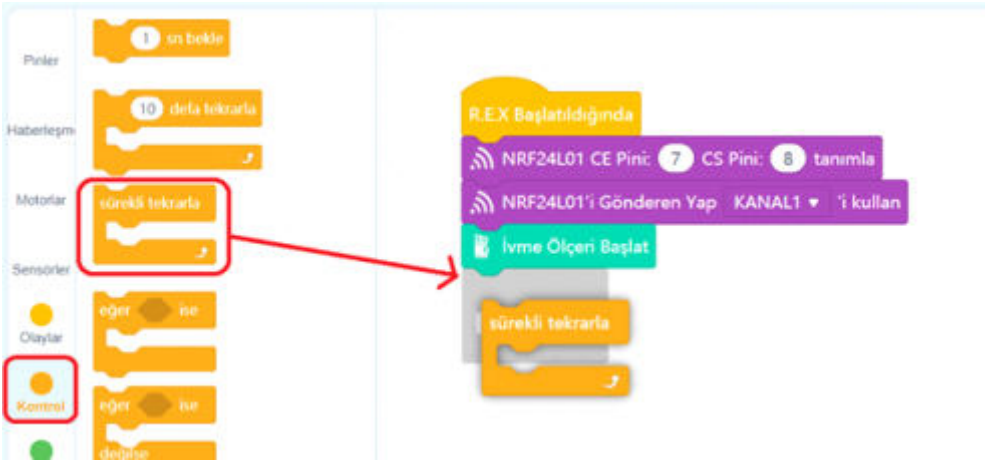 Pinler
Haberleşm
Motorlar
Sensörler
Olaylar
Kontrol
1 sn bekle
10 defa tekrarla
sürekli tekrarla
eğer ise
eğer ise
değilse
R.E.X Başlatıldığında
NRF24L01 CE Pini: 7 CS Pini: 8 tanımla
NRF24L01'i Gönderen Yap KANAL1 'i kullan
İvme Ölçeri Başlat
sürekli tekrarla